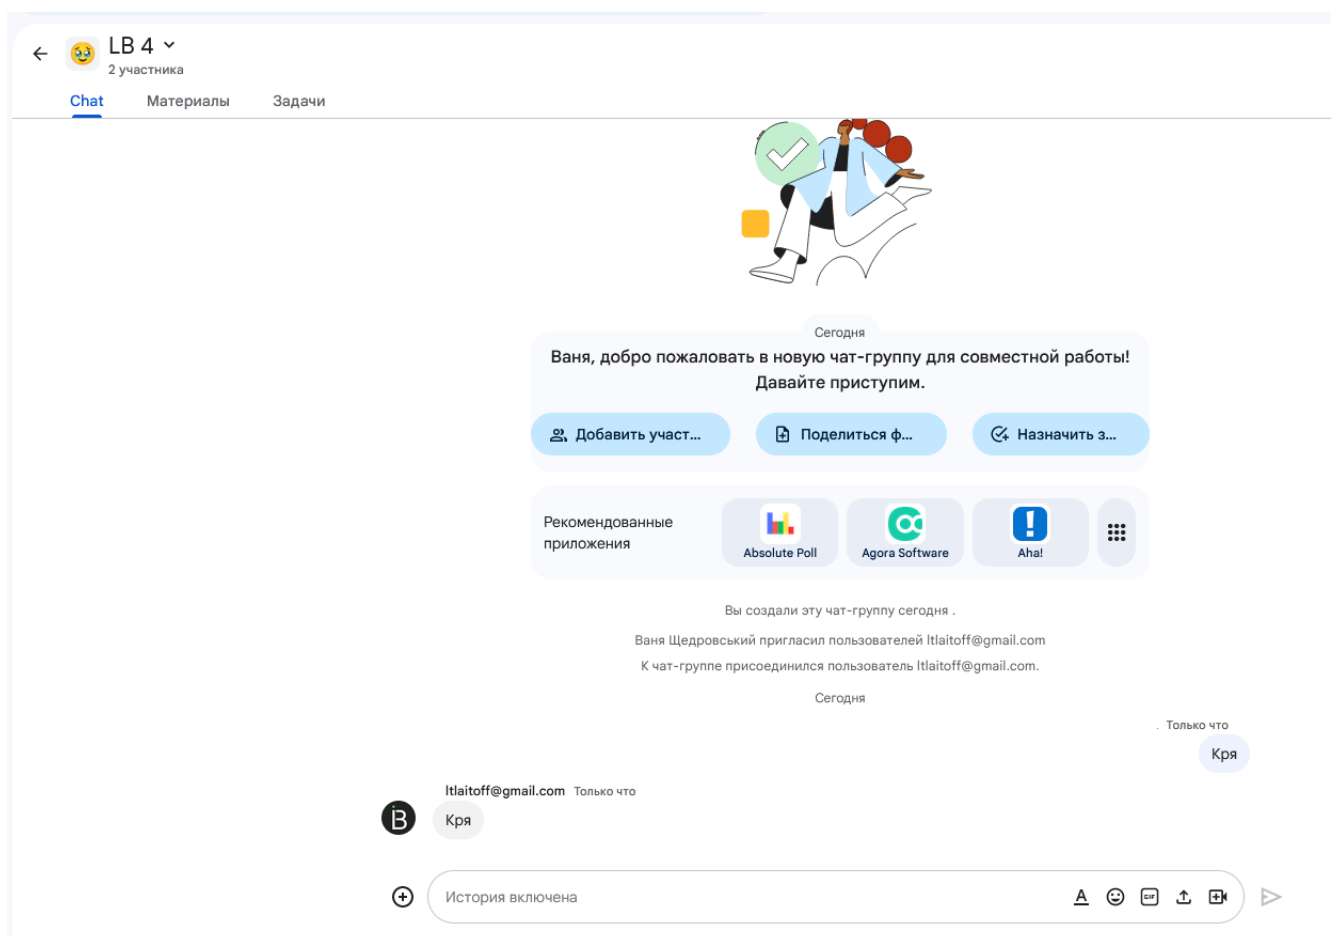 LB 4
2 участника
Chat Материалы Задачи
Сегодня
Ваня, добро пожаловать в новую чат-группу для совместной работы!
Давайте приступим.
Добавить участ... Поделиться ф... Назначить з...
Рекомендованные
приложения
Absolute Poll Agora Software Aha!
Вы создали эту чат-группу сегодня .
Ваня Щедровський пригласил пользователей ltlaitoff@gmail.com
К чат-группе присоединился пользователь ltlaitoff@gmail.com.
Сегодня
. Только что
Кря
ltlaitoff@gmail.com Только что
Кря
История включена
GIF